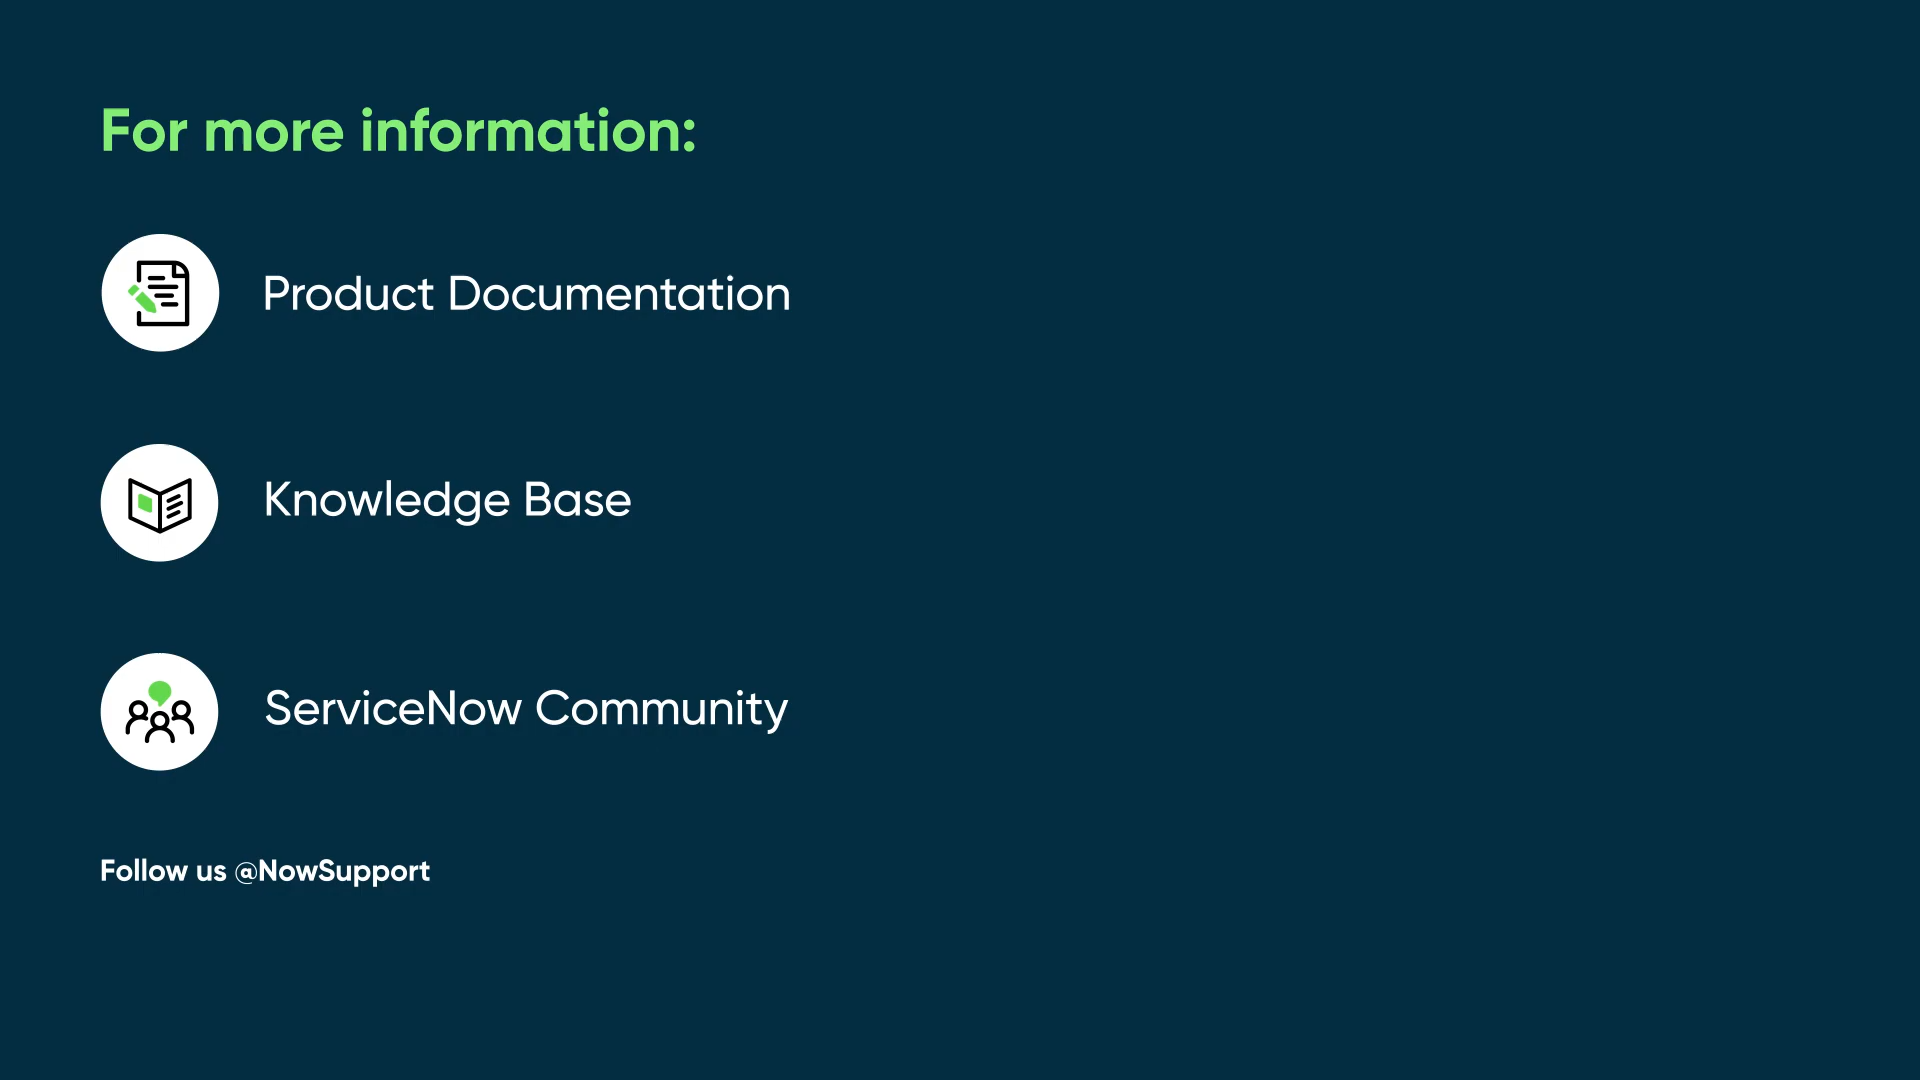 For more information:
Product Documentation
Knowledge Base
ServiceNow Community
Follow us @NowSupport